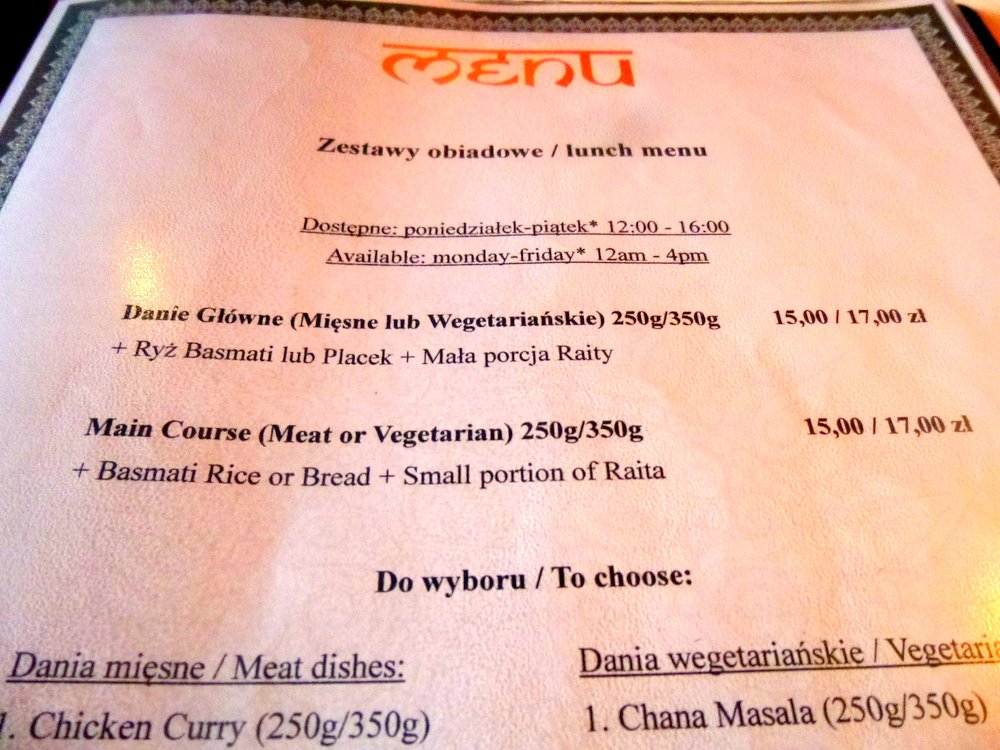 MENU
Zestawy obiadowe / lunch menu
Dostępne: poniedziałek-piątek* 12:00 - 16:00
Available: monday-friday* 12am - 4pm
Danie Główne (Mięsne lub Wegetariańskie) 250g/350g 15,00 / 17,00 zł
+ Ryż Basmati lub Placek + Mała porcja Raity
Main Course (Meat or Vegetarian) 250g/350g 15,00 / 17,00 zł
+ Basmati Rice or Bread + Small portion of Raita
Do wyboru / To choose:
Dania mięsne / Meat dishes:
1. Chicken Curry (250g/350g)
Dania wegetariańskie / Vegetaria
1. Chana Masala (250g/350g)